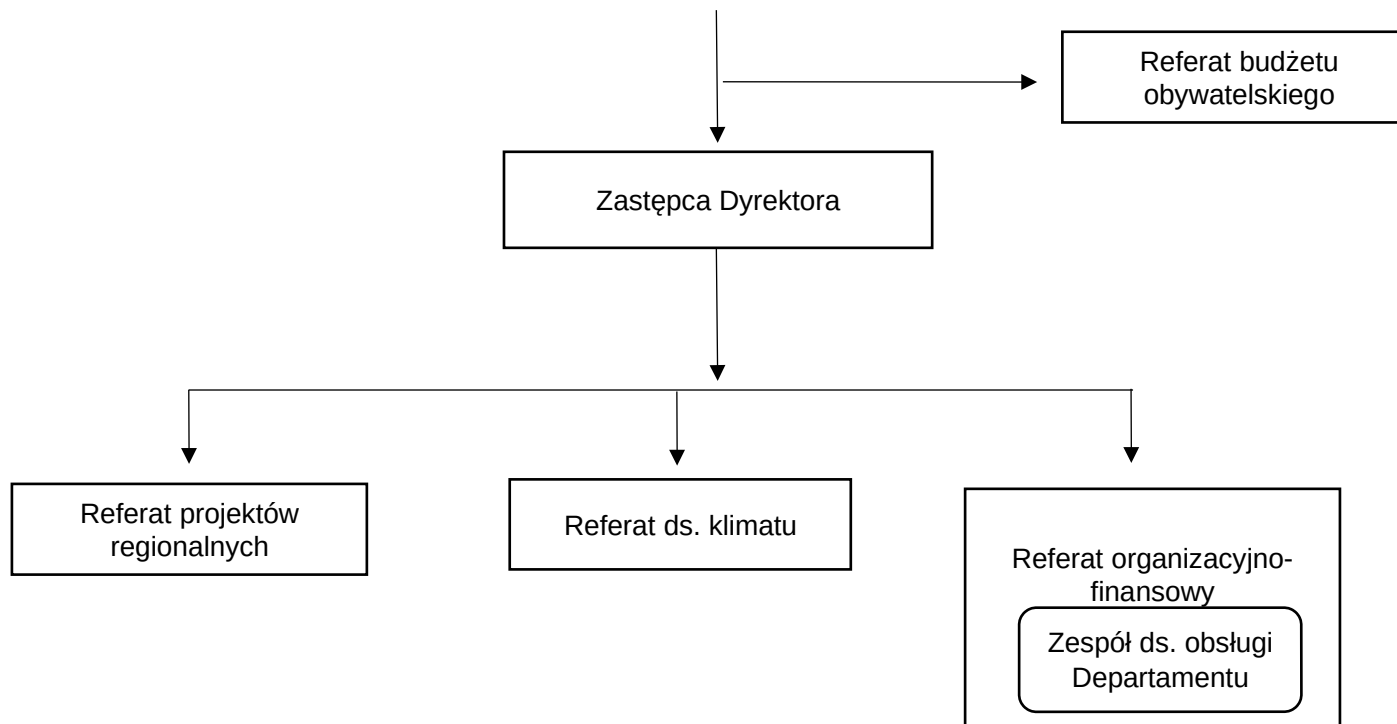 Referat budżetu
obywatelskiego
Zastępca Dyrektora
Referat projektów
regionalnych
Referat ds. klimatu
Referat organizacyjno-
finansowy
Zespół ds. obsługi
Departamentu